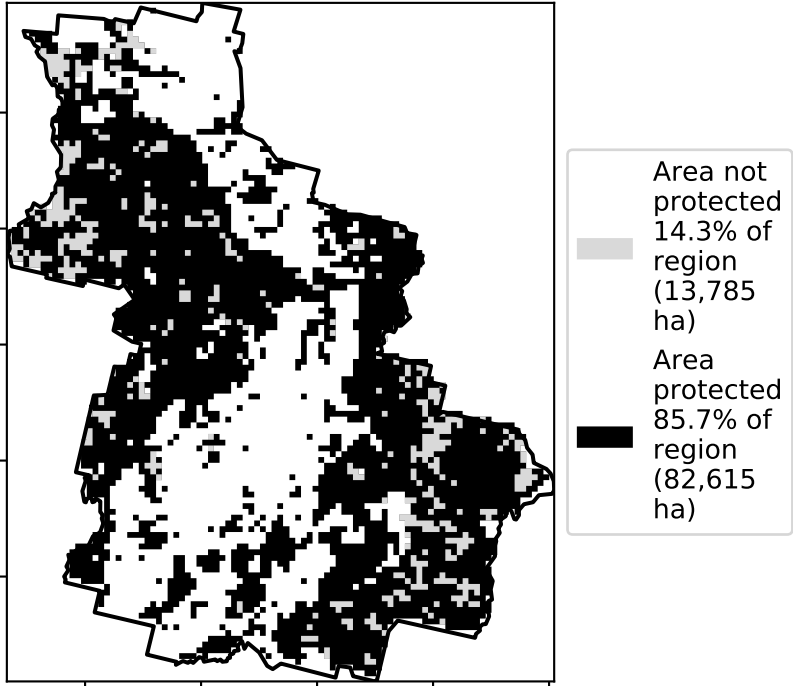 Area not
protected
14.3% of
region
(13,785
ha)
Area
protected
85.7% of
region
(82,615
ha)